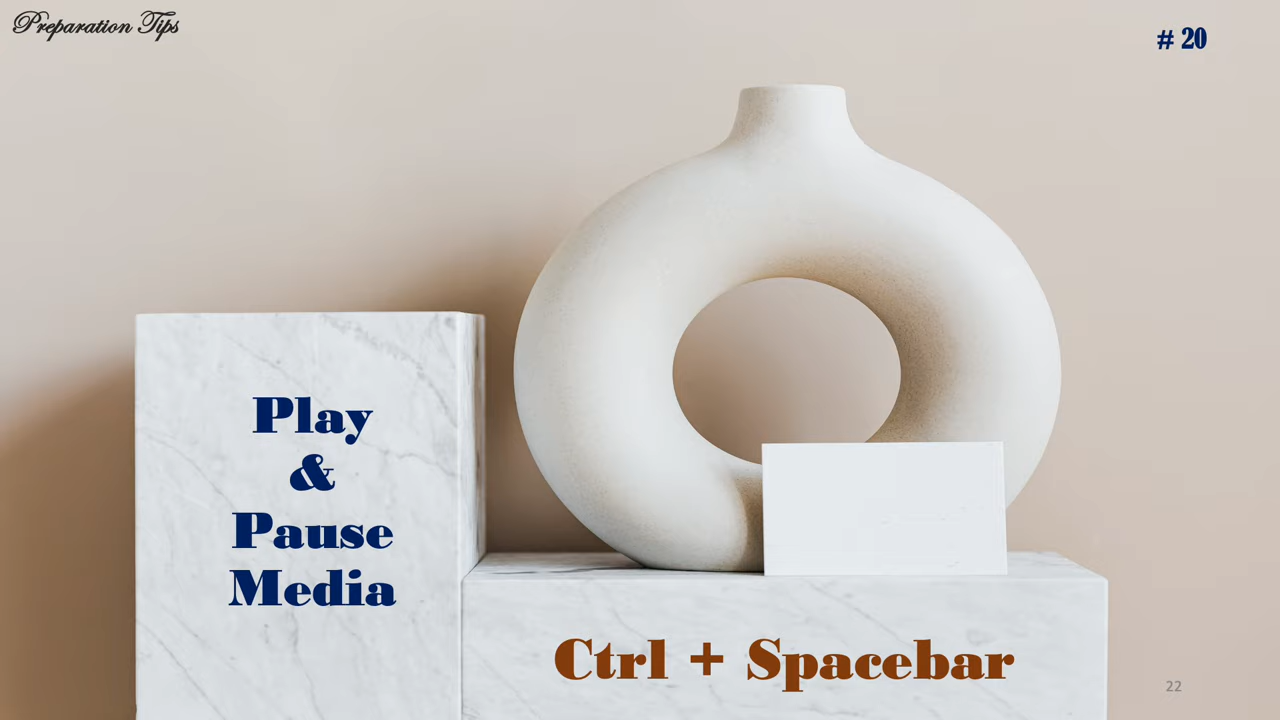 Preparation Tips
# 20
Play
&
Pause
Media
Ctrl + Spacebar
22